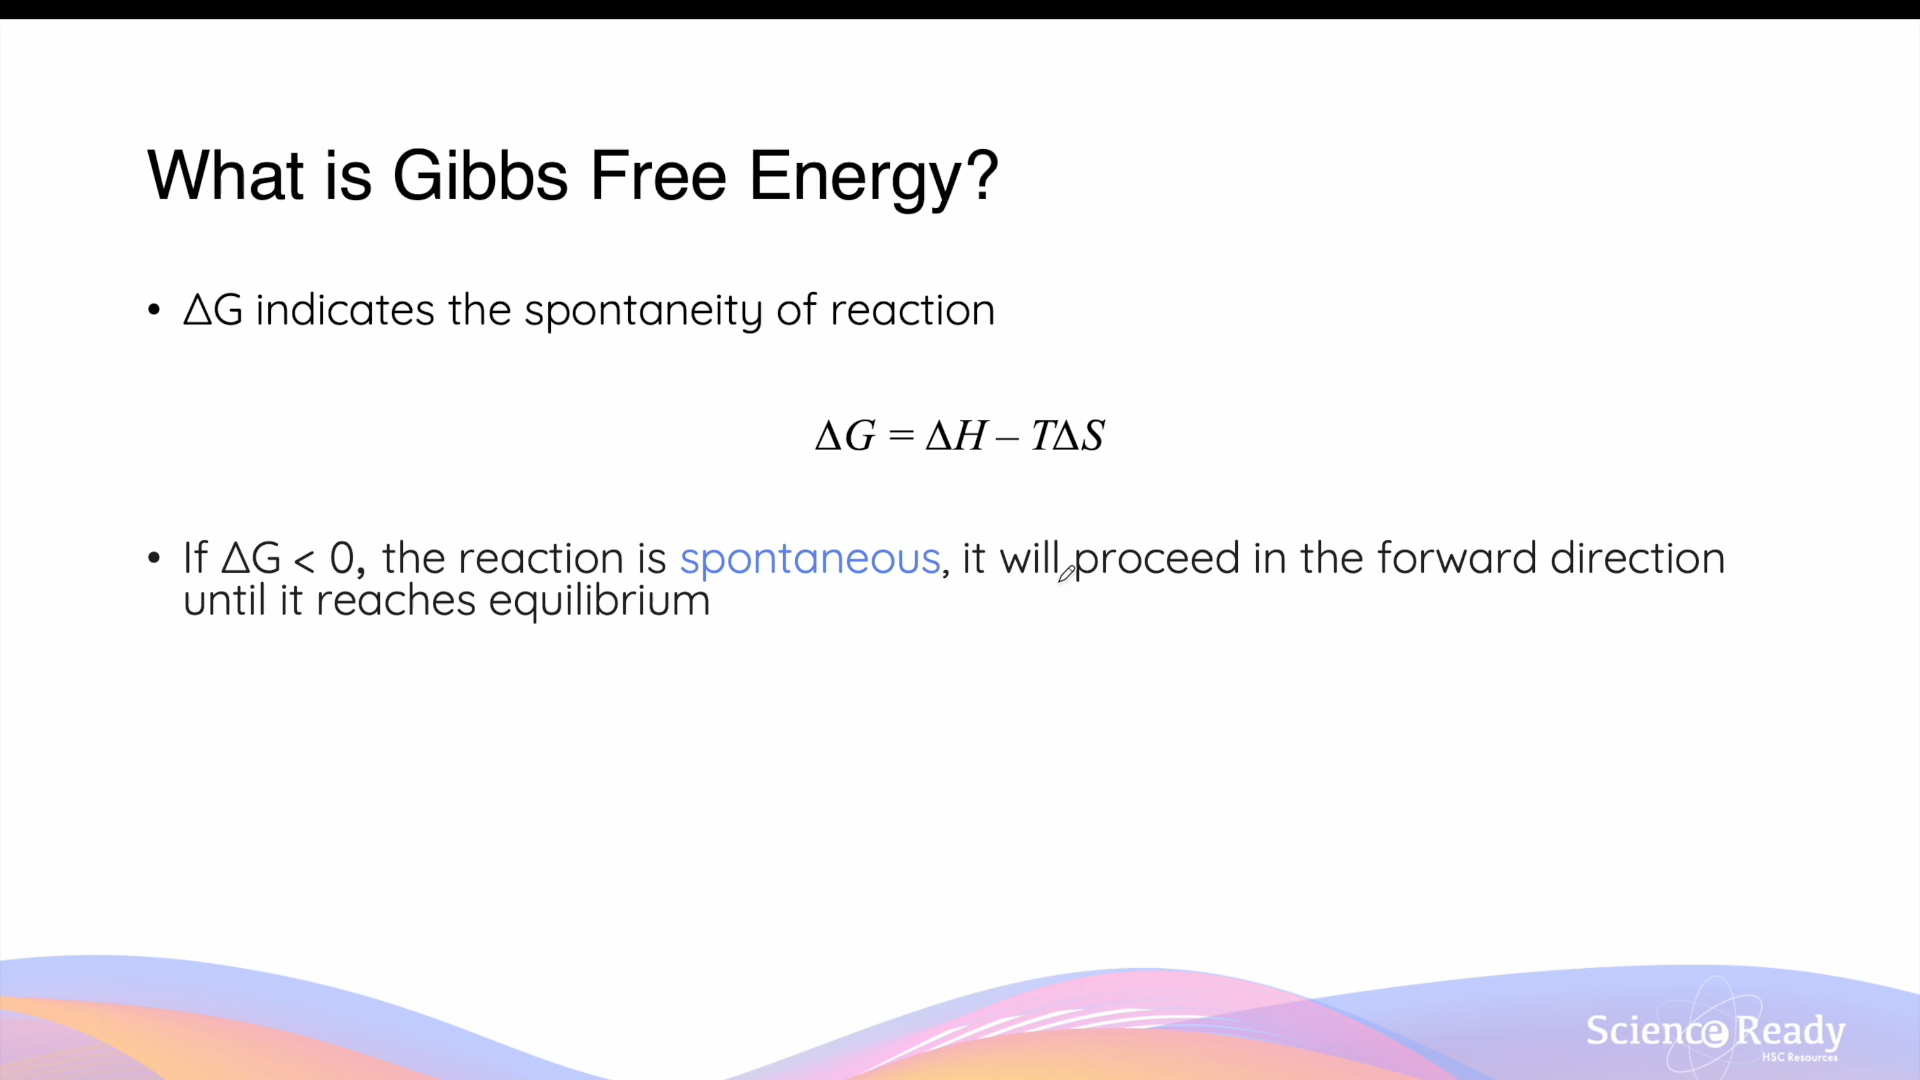 What is Gibbs Free Energy?
• ΔG indicates the spontaneity of reaction
ΔG = ΔH – TΔS
• If ΔG < 0, the reaction is spontaneous, it will proceed in the forward direction
until it reaches equilibrium
Science Ready
HSC Resources